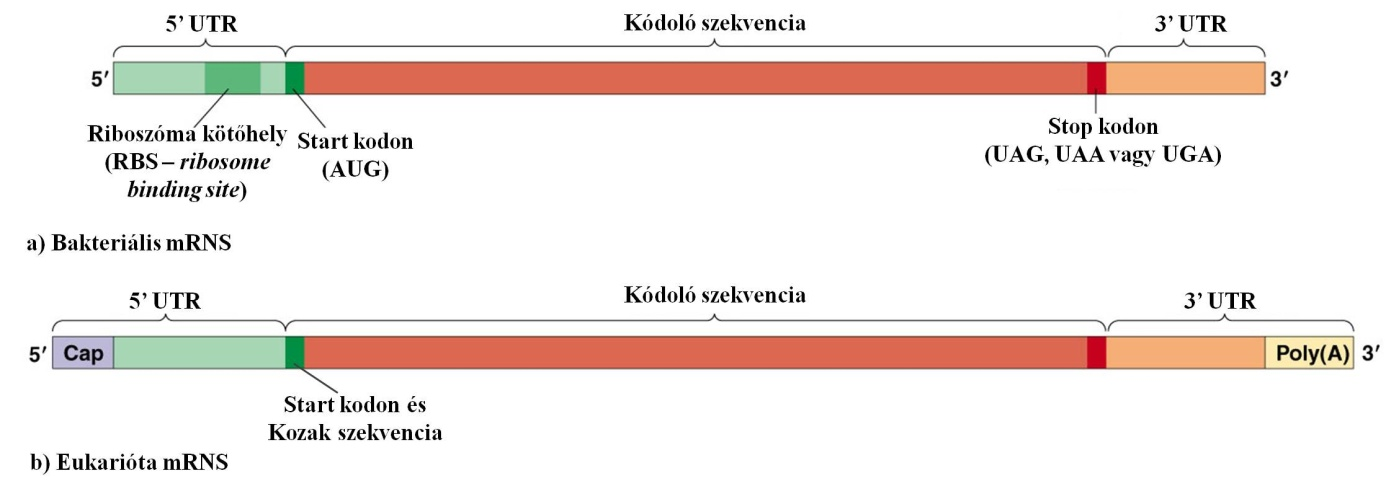 5’ UTR
Kódoló szekvencia
3’ UTR
5′
3′
Riboszóma kötőhely
(RBS – ribosome
binding site)
Start kodon
(AUG)
Stop kodon
(UAG, UAA vagy UGA)
a) Bakteriális mRNS
5’ UTR
Kódoló szekvencia
3’ UTR
5′
Cap
Poly(A)
3′
Start kodon és
Kozak szekvencia
b) Eukarióta mRNS